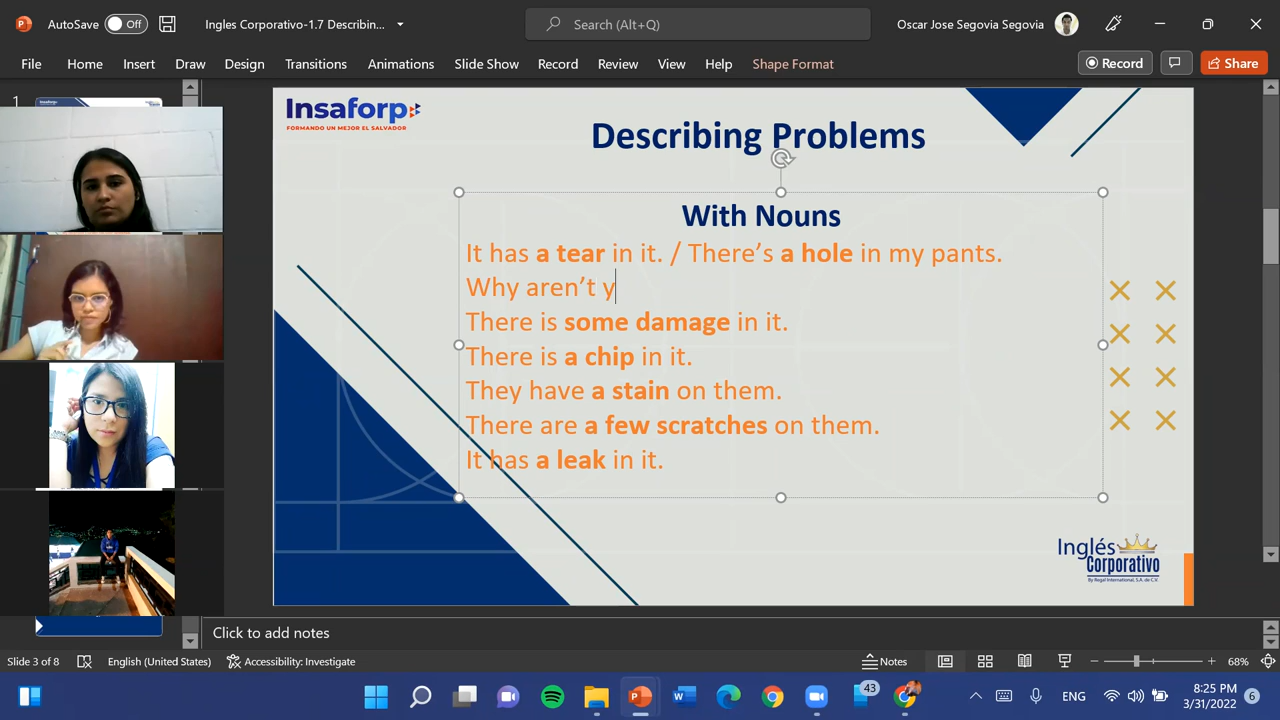 AutoSave Off
Ingles Corporativo-1.7 Describin...
Search (Alt+Q)
Oscar Jose Segovia Segovia
File Home Insert Draw Design Transitions Animations Slide Show Record Review View Help Shape Format
Record
Share
1
Insaforp
FORMANDO UN MEJOR EL SALVADOR
Describing Problems
With Nouns
It has a tear in it. / There's a hole in my pants.
Why aren't y
There is some damage in it.
There is a chip in it.
They have a stain on them.
There are a few scratches on them.
It has a leak in it.
Inglés
Corporativo
By Regal International, S.A. de C.V.
Click to add notes
Slide 3 of 8 English (United States) Accessibility: Investigate Notes 68%
43
ENG
8:25 PM
3/31/2022
6